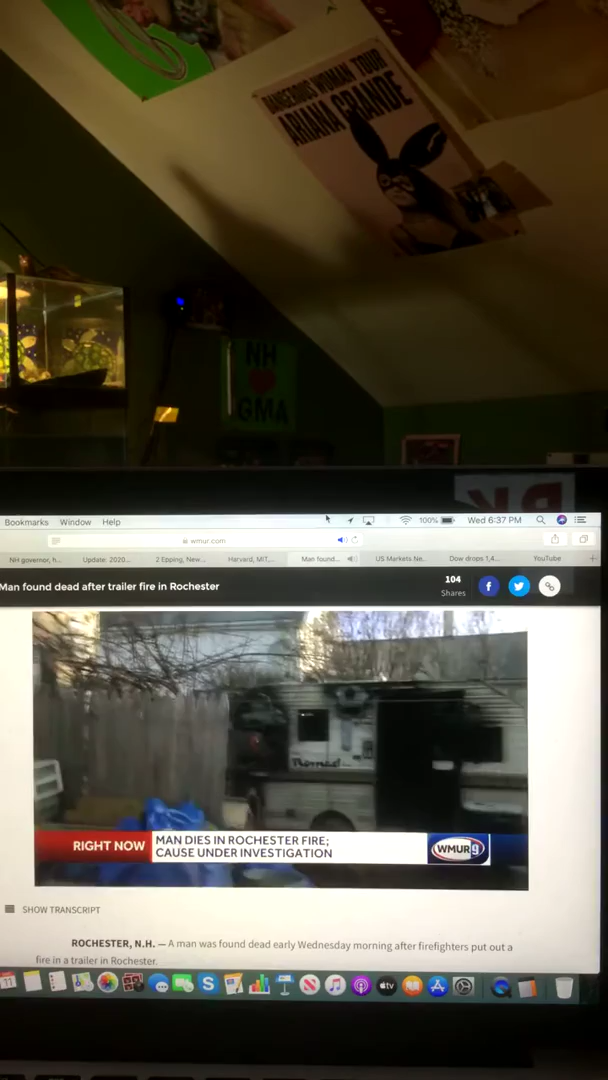 DANGEROUS WOMAN TOUR
ARIANA GRANDE
NH
GMA
Bookmarks Window Help 100% Wed 6:37 PM
wmur.com
NH governor, h... Update: 2020... 2 Epping, New... Harvard, MIT,... Man found... US Markets Ne... Dow drops 1,4... YouTube
Man found dead after trailer fire in Rochester
104
Shares
Nomad
RIGHT NOW
MAN DIES IN ROCHESTER FIRE;
CAUSE UNDER INVESTIGATION
WMUR 9
SHOW TRANSCRIPT
ROCHESTER, N.H. — A man was found dead early Wednesday morning after firefighters put out a
fire in a trailer in Rochester.
11
tv